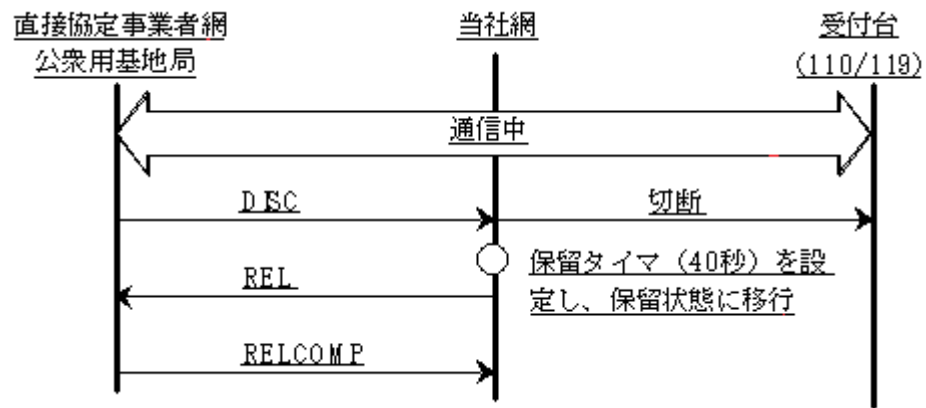 直接協定事業者網
公衆用基地局
当社網
受付台
(110/119)
通信中
DISC
切断
保留タイマ（40秒）を設
定し、保留状態に移行
REL
RELCOMP